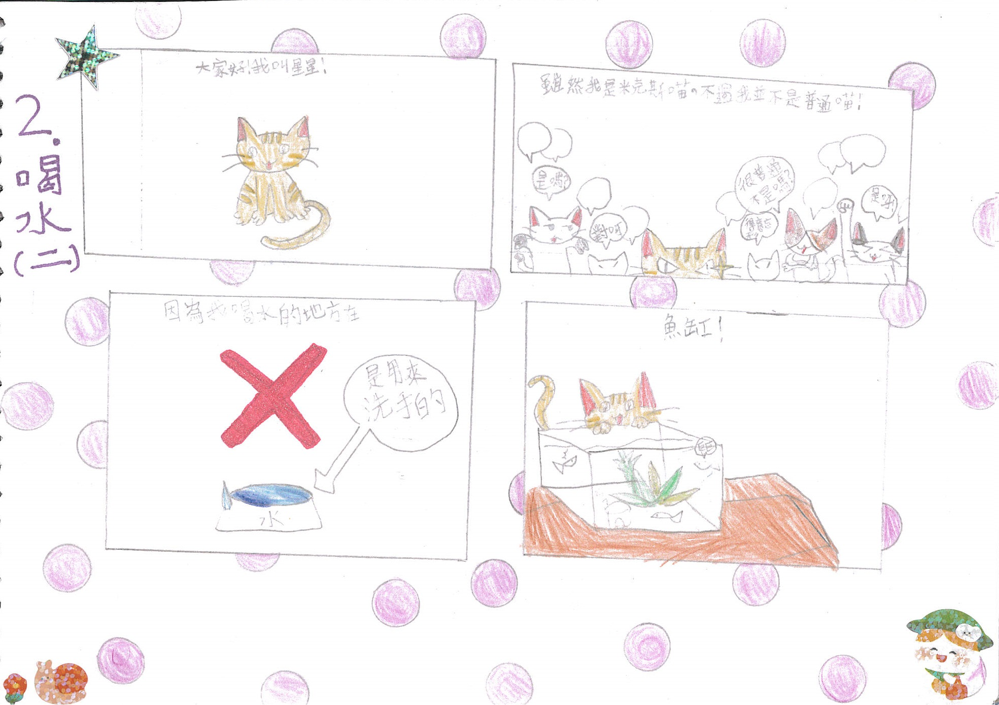 2.喝水(二)
大家好!我叫星星!
雖然我是米克斯喵。不過我並不是普通喵!
是嗎?
對呀
很普通
不是嗎?
是呀!
因為我喝水的地方在
是用來
洗手的
水
魚缸!